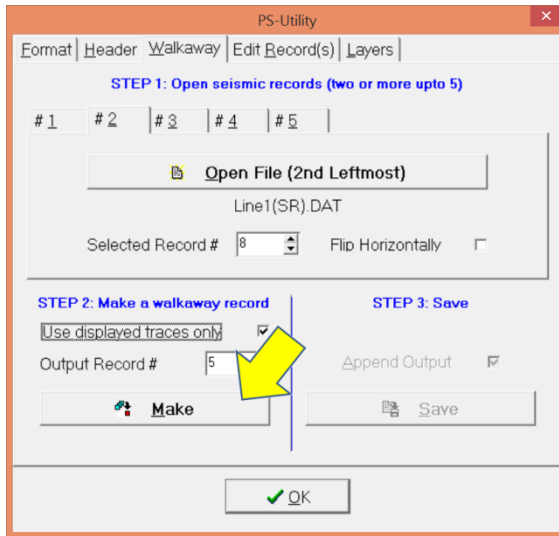 PS-Utility
Format Header Walkaway Edit Record(s) Layers
STEP 1: Open seismic records (two or more upto 5)
# 1 # 2 # 3 # 4 # 5
Open File (2nd Leftmost)
Line1(SR).DAT
Selected Record # 8 Flip Horizontally
STEP 2: Make a walkaway record STEP 3: Save
Use displayed traces only
Output Record # 5 Append Output
Make Save
OK